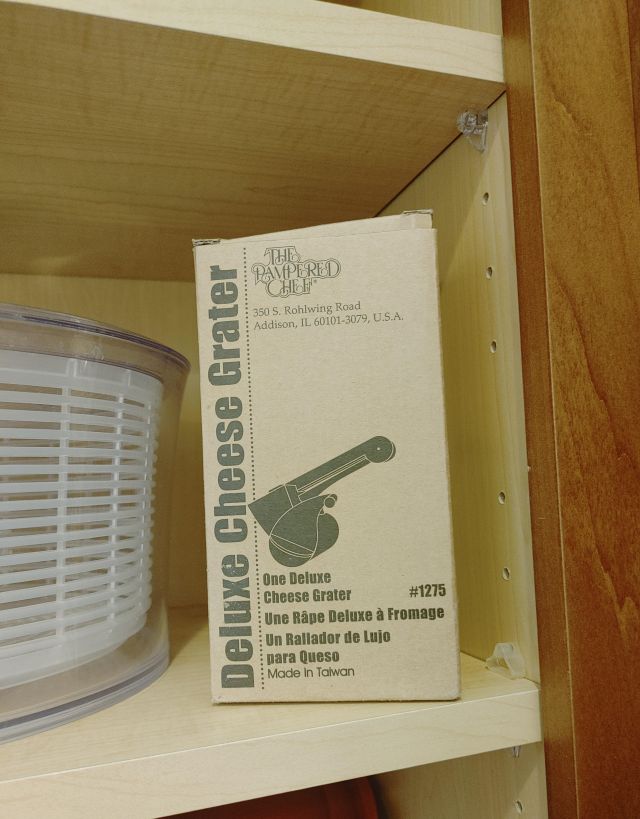 Deluxe Cheese Grater
THE
PAMPERED
CHEF®
350 S. Rohlwing Road
Addison, IL 60101-3079, U.S.A.
One Deluxe
Cheese Grater
#1275
Une Râpe Deluxe à Fromage
Un Rallador de Lujo
para Queso
Made In Taiwan